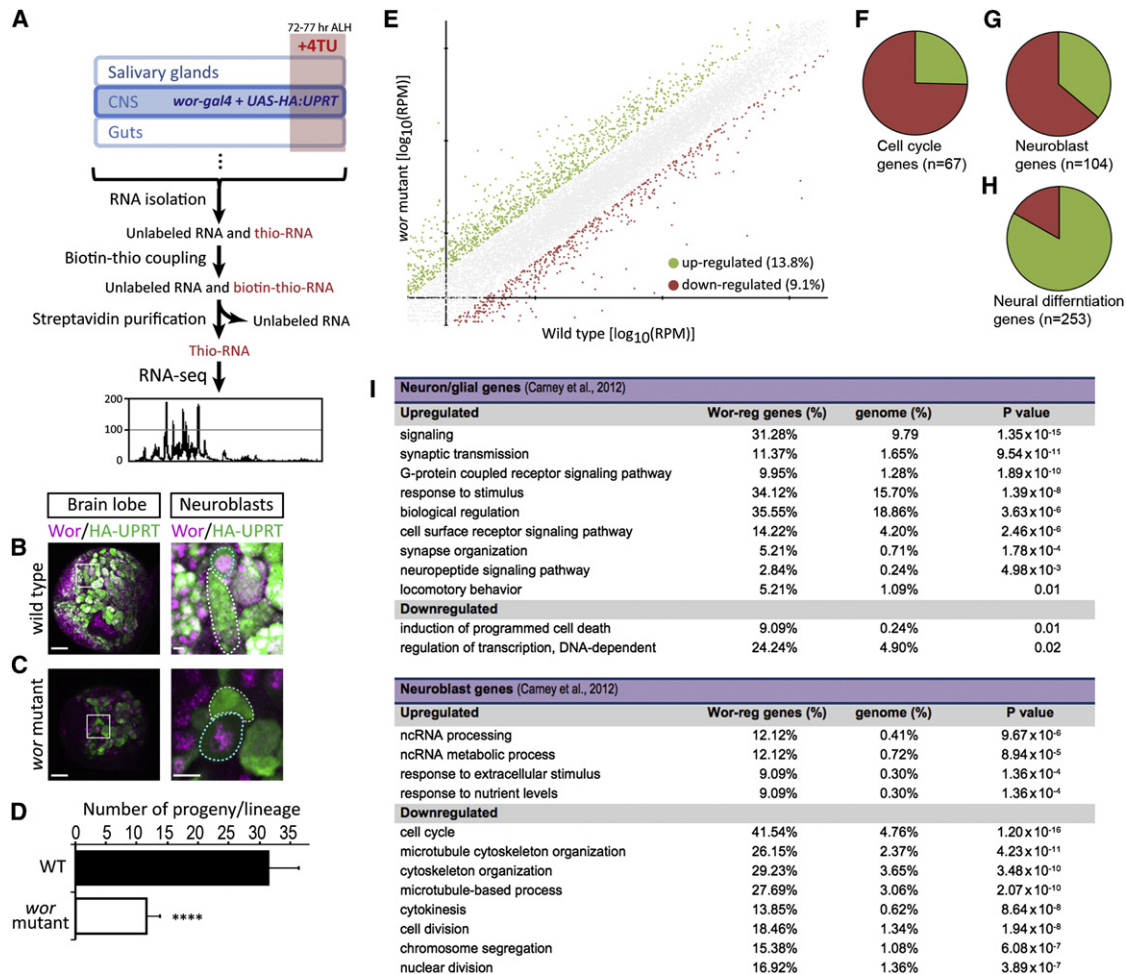 A
72-77 hr ALH
+4TU
Salivary glands
CNS wor-gal4 + UAS-HA:UPRT
Guts
RNA isolation
Unlabeled RNA and thio-RNA
Biotin-thio coupling
Unlabeled RNA and biotin-thio-RNA
Streptavidin purification
Unlabeled RNA
Thio-RNA
RNA-seq
200
100
0
Brain lobe
Neuroblasts
Wor/HA-UPRT
Wor/HA-UPRT
B
wild type
C
wor mutant
D
Number of progeny/lineage
0 5 10 15 20 25 30 35
WT
wor mutant
****
E
wor mutant [log10(RPM)]
up-regulated (13.8%)
down-regulated (9.1%)
Wild type [log10(RPM)]
F
Cell cycle
genes (n=67)
G
Neuroblast
genes (n=104)
H
Neural differntiation
genes (n=253)
I
Neuron/glial genes (Carney et al., 2012)
Upregulated Wor-reg genes (%) genome (%) P value
signaling 31.28% 9.79 1.35 x 10-15
synaptic transmission 11.37% 1.65% 9.54 x 10-11
G-protein coupled receptor signaling pathway 9.95% 1.28% 1.89 x 10-10
response to stimulus 34.12% 15.70% 1.39 x 10-8
biological regulation 35.55% 18.86% 3.63 x 10-6
cell surface receptor signaling pathway 14.22% 4.20% 2.46 x 10-6
synapse organization 5.21% 0.71% 1.78 x 10-4
neuropeptide signaling pathway 2.84% 0.24% 4.98 x 10-3
locomotory behavior 5.21% 1.09% 0.01
Downregulated
induction of programmed cell death 9.09% 0.24% 0.01
regulation of transcription, DNA-dependent 24.24% 4.90% 0.02
Neuroblast genes (Carney et al., 2012)
Upregulated Wor-reg genes (%) genome (%) P value
ncRNA processing 12.12% 0.41% 9.67 x 10-6
ncRNA metabolic process 12.12% 0.72% 8.94 x 10-5
response to extracellular stimulus 9.09% 0.30% 1.36 x 10-4
response to nutrient levels 9.09% 0.30% 1.36 x 10-4
Downregulated
cell cycle 41.54% 4.76% 1.20 x 10-16
microtubule cytoskeleton organization 26.15% 2.37% 4.23 x 10-11
cytoskeleton organization 29.23% 3.65% 3.48 x 10-10
microtubule-based process 27.69% 3.06% 2.07 x 10-10
cytokinesis 13.85% 0.62% 8.64 x 10-8
cell division 18.46% 1.34% 1.94 x 10-8
chromosome segregation 15.38% 1.08% 6.08 x 10-7
nuclear division 16.92% 1.36% 3.89 x 10-7